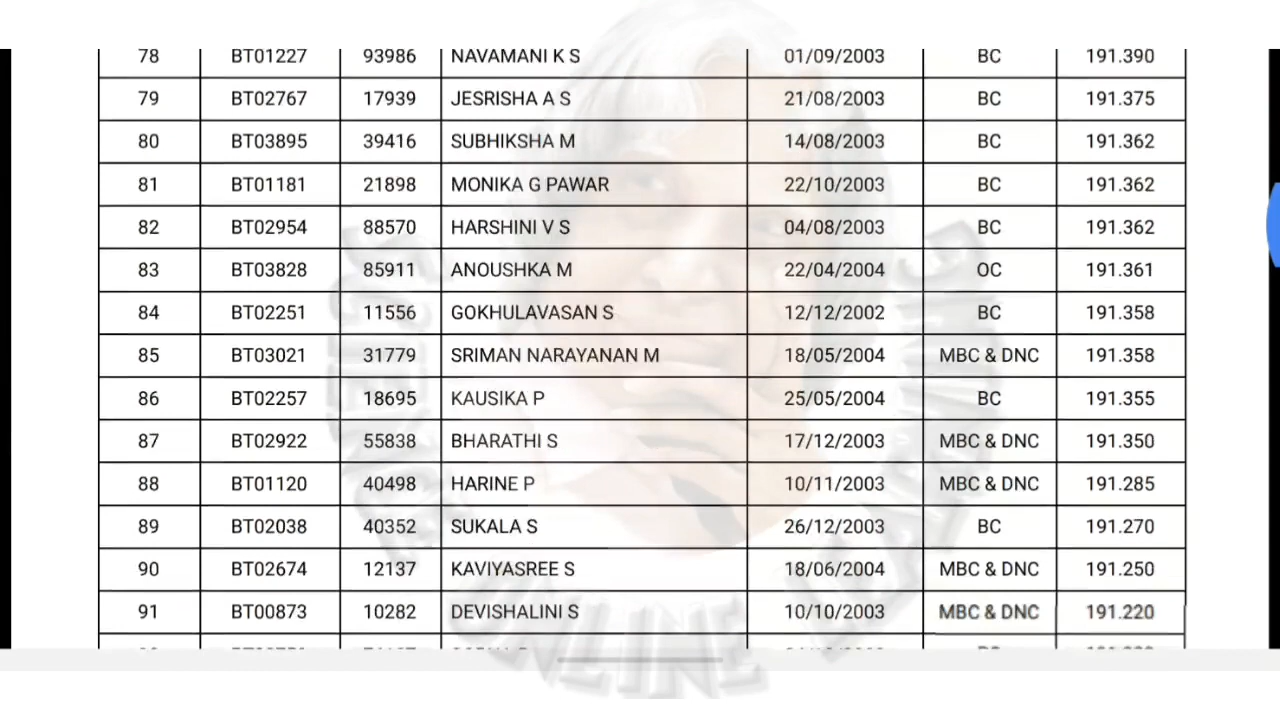 78 BT01227 93986 NAVAMANI K S 01/09/2003 BC 191.390
79 BT02767 17939 JESRISHA A S 21/08/2003 BC 191.375
80 BT03895 39416 SUBHIKSHA M 14/08/2003 BC 191.362
81 BT01181 21898 MONIKA G PAWAR 22/10/2003 BC 191.362
82 BT02954 88570 HARSHINI V S 04/08/2003 BC 191.362
83 BT03828 85911 ANOUSHKA M 22/04/2004 OC 191.361
84 BT02251 11556 GOKHULAVASAN S 12/12/2002 BC 191.358
85 BT03021 31779 SRIMAN NARAYANAN M 18/05/2004 MBC & DNC 191.358
86 BT02257 18695 KAUSIKA P 25/05/2004 BC 191.355
87 BT02922 55838 BHARATHI S 17/12/2003 MBC & DNC 191.350
88 BT01120 40498 HARINE P 10/11/2003 MBC & DNC 191.285
89 BT02038 40352 SUKALA S 26/12/2003 BC 191.270
90 BT02674 12137 KAVIYASREE S 18/06/2004 MBC & DNC 191.250
91 BT00873 10282 DEVISHALINI S 10/10/2003 MBC & DNC 191.220
SCIENCE ONLINE LEARNING